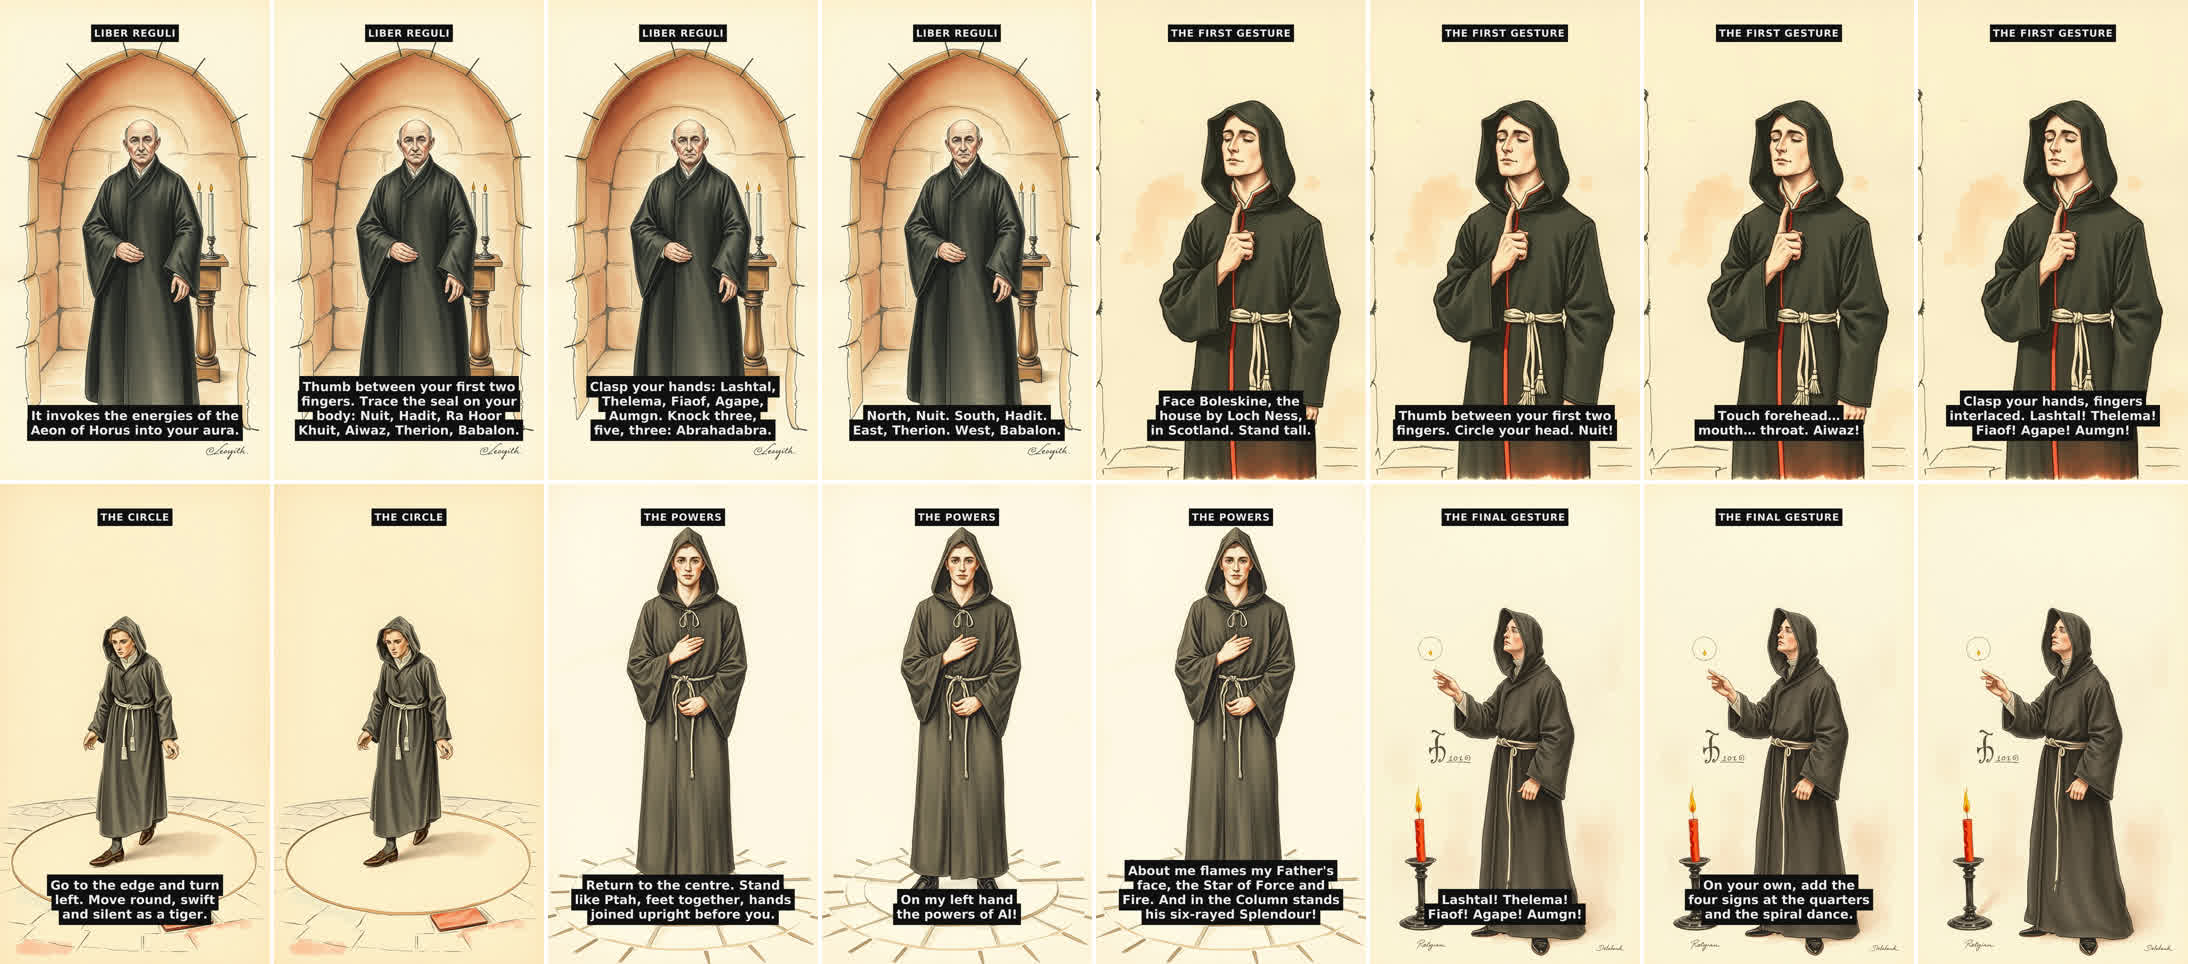 LIBER REGULI
It invokes the energies of the
Aeon of Horus into your aura.
@Leoyith.
LIBER REGULI
Thumb between your first two
fingers. Trace the seal on your
body: Nuit, Hadit, Ra Hoor
Khuit, Aiwaz, Therion, Babalon.
@Leoyith.
LIBER REGULI
Clasp your hands: Lashtal,
Thelema, Fiaof, Agape,
Aumgn. Knock three,
five, three: Abrahadabra.
@Leoyith.
LIBER REGULI
North, Nuit. South, Hadit.
East, Therion. West, Babalon.
@Leoyith.
THE FIRST GESTURE
Face Boleskine, the
house by Loch Ness,
in Scotland. Stand tall.
THE FIRST GESTURE
Thumb between your first two
fingers. Circle your head. Nuit!
THE FIRST GESTURE
Touch forehead…
mouth… throat. Aiwaz!
THE FIRST GESTURE
Clasp your hands, fingers
interlaced. Lashtal! Thelema!
Fiaof! Agape! Aumgn!
THE CIRCLE
Go to the edge and turn
left. Move round, swift
and silent as a tiger.
THE CIRCLE
THE POWERS
Return to the centre. Stand
like Ptah, feet together, hands
joined upright before you.
THE POWERS
On my left hand
the powers of Al!
THE POWERS
About me flames my Father's
face, the Star of Force and
Fire. And in the Column stands
his six-rayed Splendour!
THE FINAL GESTURE
Lashtal! Thelema!
Fiaof! Agape! Aumgn!
THE FINAL GESTURE
On your own, add the
four signs at the quarters
and the spiral dance.